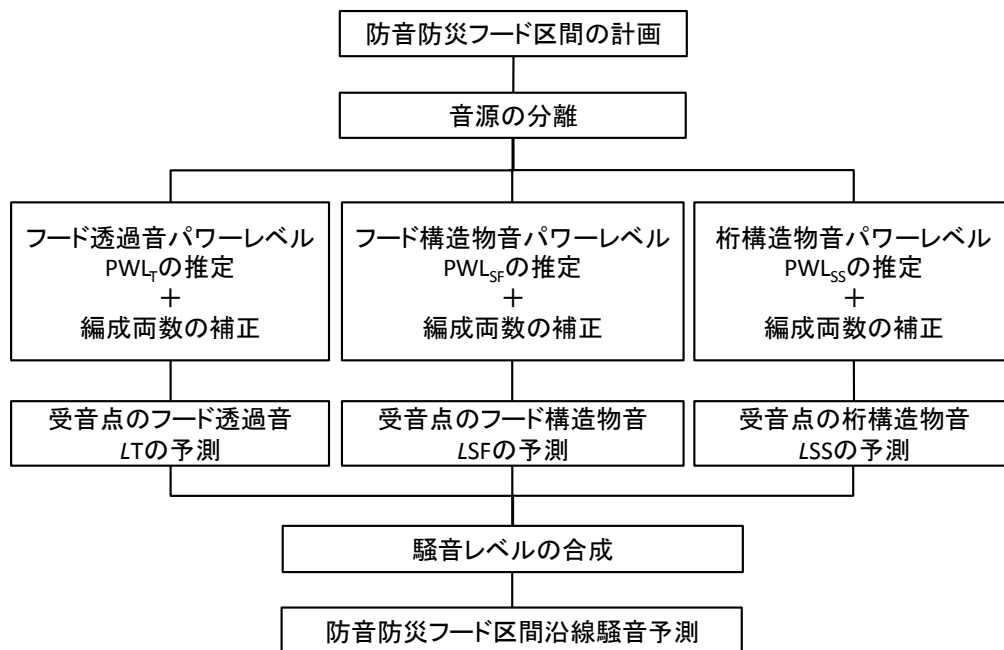 防音防災フード区間の計画
音源の分離
フード透過音パワーレベル
PWLTの推定
＋
編成両数の補正
フード構造物音パワーレベル
PWLSFの推定
＋
編成両数の補正
桁構造物音パワーレベル
PWLSSの推定
＋
編成両数の補正
受音点のフード透過音
LTの予測
受音点のフード構造物音
LSFの予測
受音点の桁構造物音
LSSの予測
騒音レベルの合成
防音防災フード区間沿線騒音予測